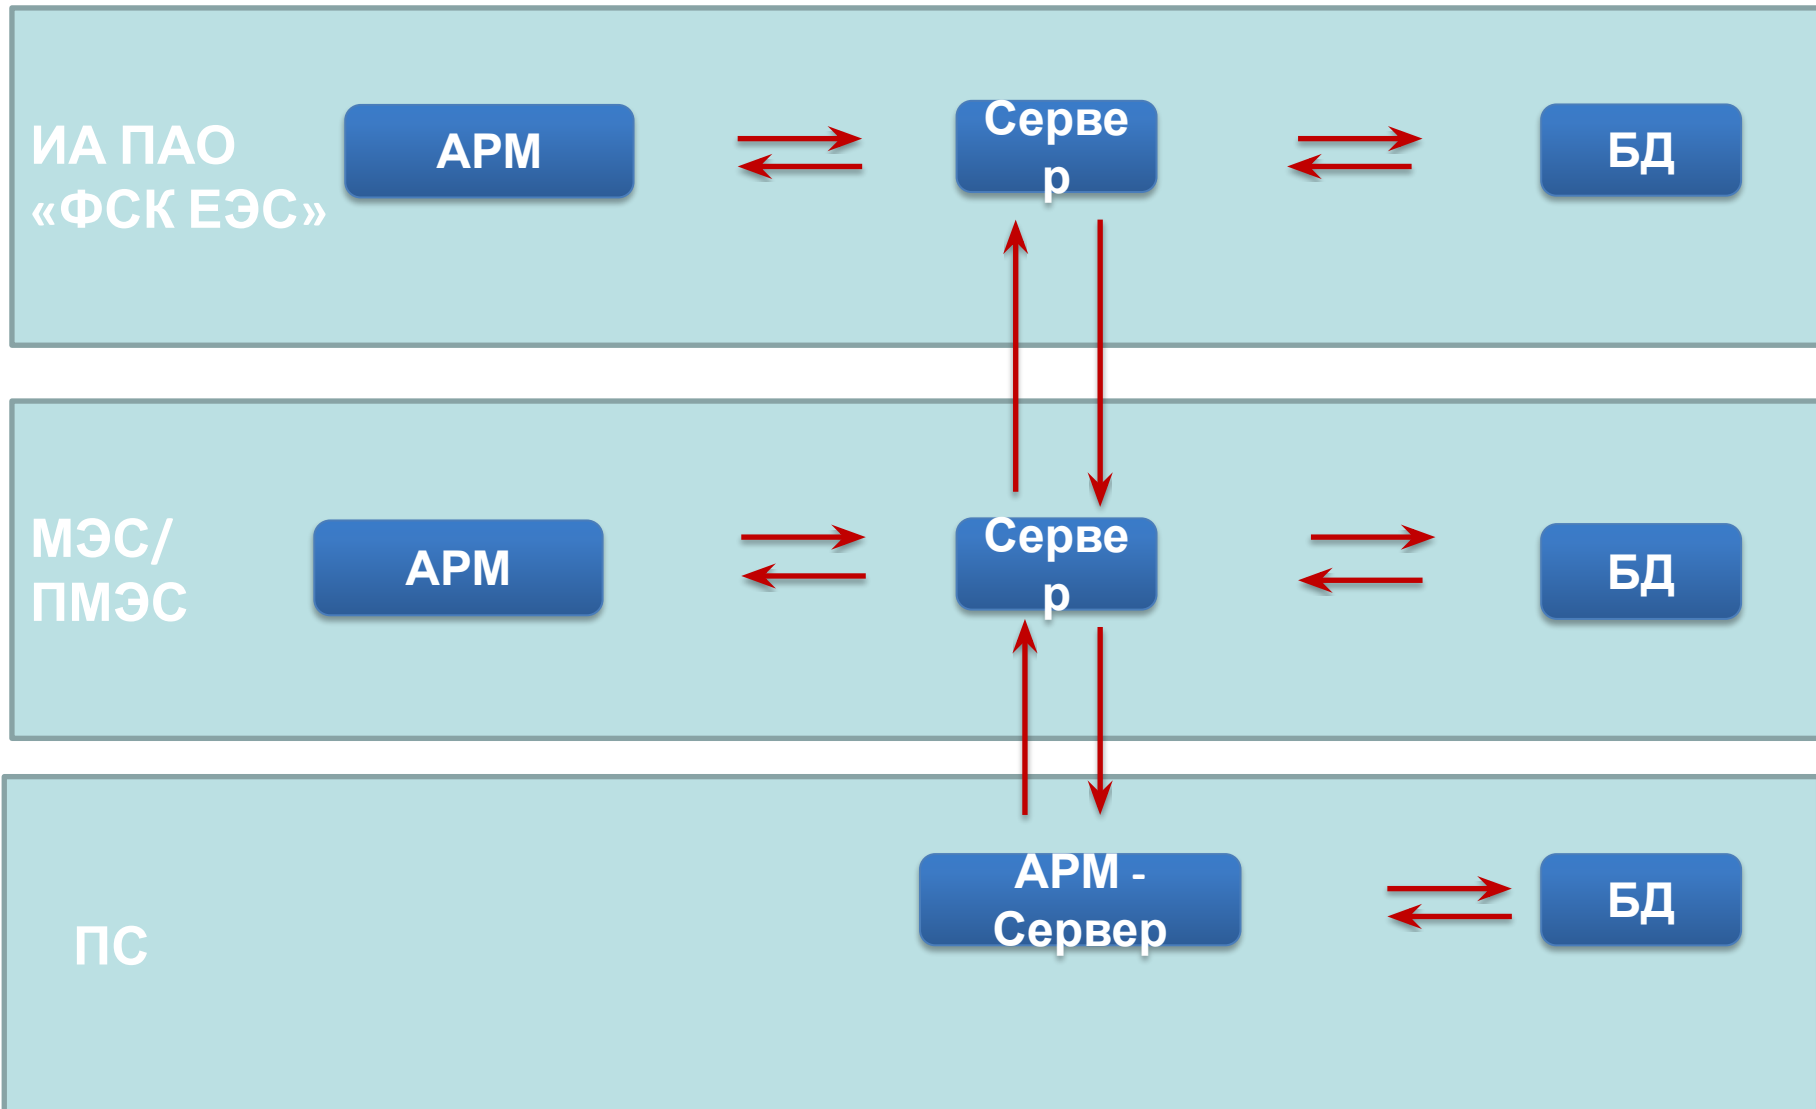 ИА ПАО
«ФСК ЕЭС»
АРМ
Серве
р
БД
МЭС/
ПМЭС
АРМ
Серве
р
БД
ПС
АРМ -
Сервер
БД